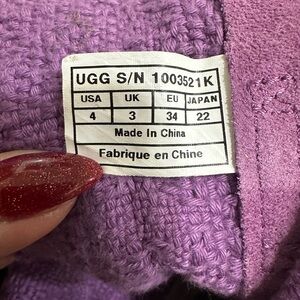 UGG S/N 1003521K
USA UK EU JAPAN
4 3 34 22
Made In China
Fabrique en Chine